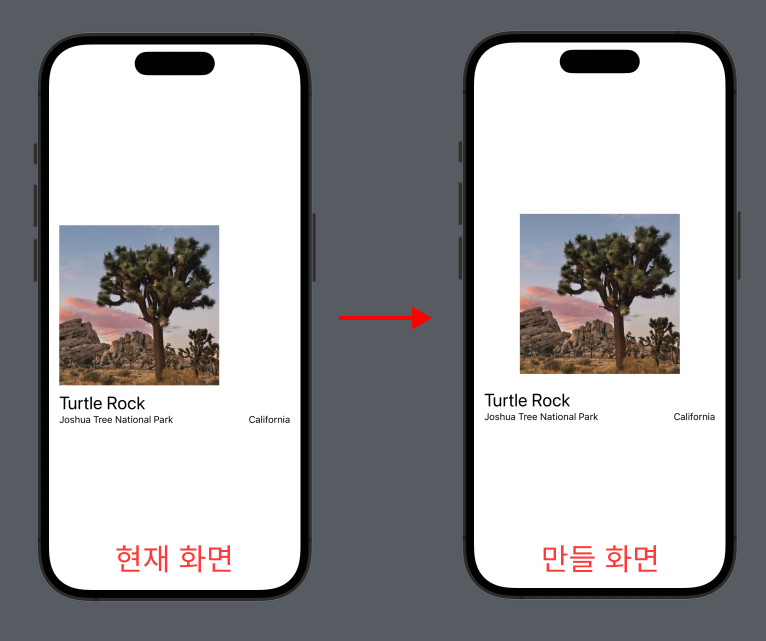 Turtle Rock
Joshua Tree National Park California
현재 화면
Turtle Rock
Joshua Tree National Park California
만들 화면